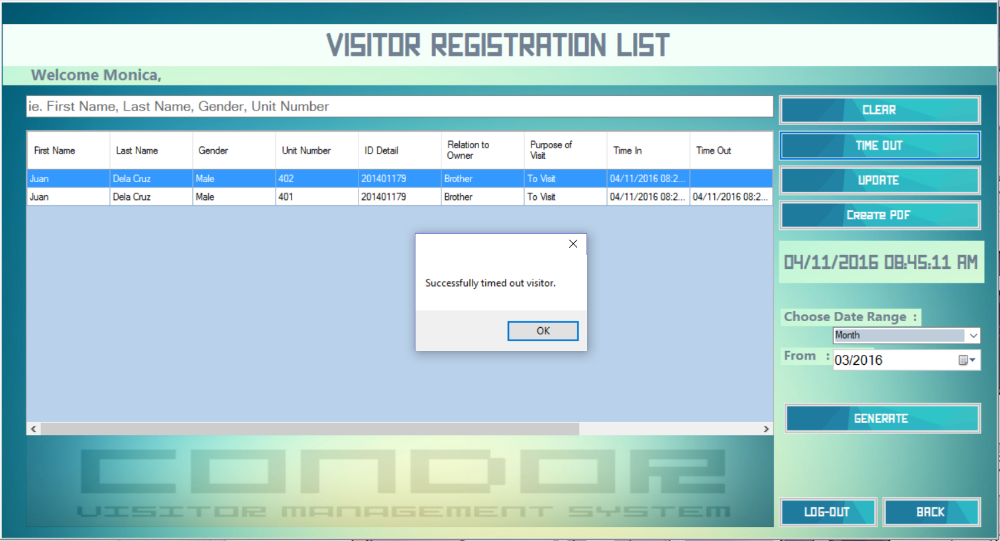 VISITOR REGISTRATION LIST
Welcome Monica,
ie. First Name, Last Name, Gender, Unit Number
CLEAR
First Name Last Name Gender Unit Number ID Detail Relation to Owner Purpose of Visit Time In Time Out
TIME OUT
Juan Dela Cruz Male 402 201401179 Brother To Visit 04/11/2016 08:2...
UPDATE
Juan Dela Cruz Male 401 201401179 Brother To Visit 04/11/2016 08:2... 04/11/2016 08:2...
Create PDF
Successfully timed out visitor.
OK
04/11/2016 08:45:11 AM
Choose Date Range :
Month
From :
03/2016
GENERATE
CONDOR
VISITOR MANAGEMENT SYSTEM
LOG-OUT
BACK